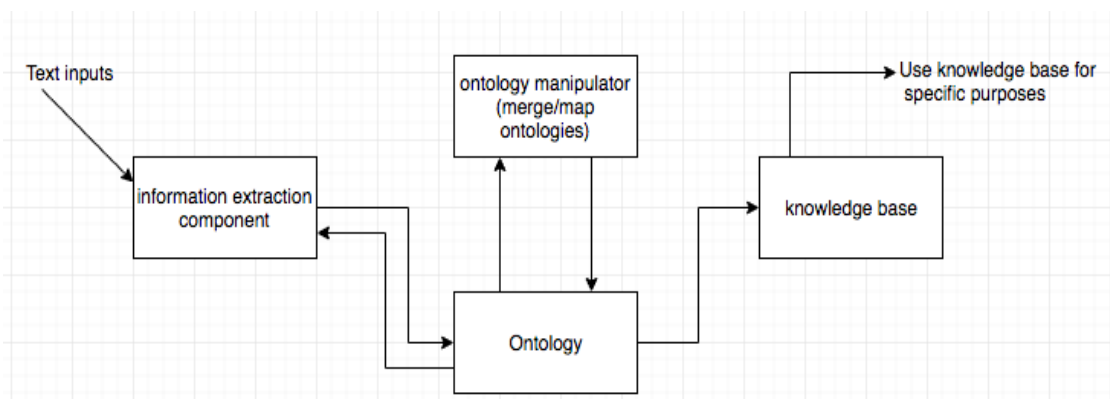 Text inputs
ontology manipulator
(merge/map
ontologies)
Use knowledge base for
specific purposes
information extraction
component
knowledge base
Ontology